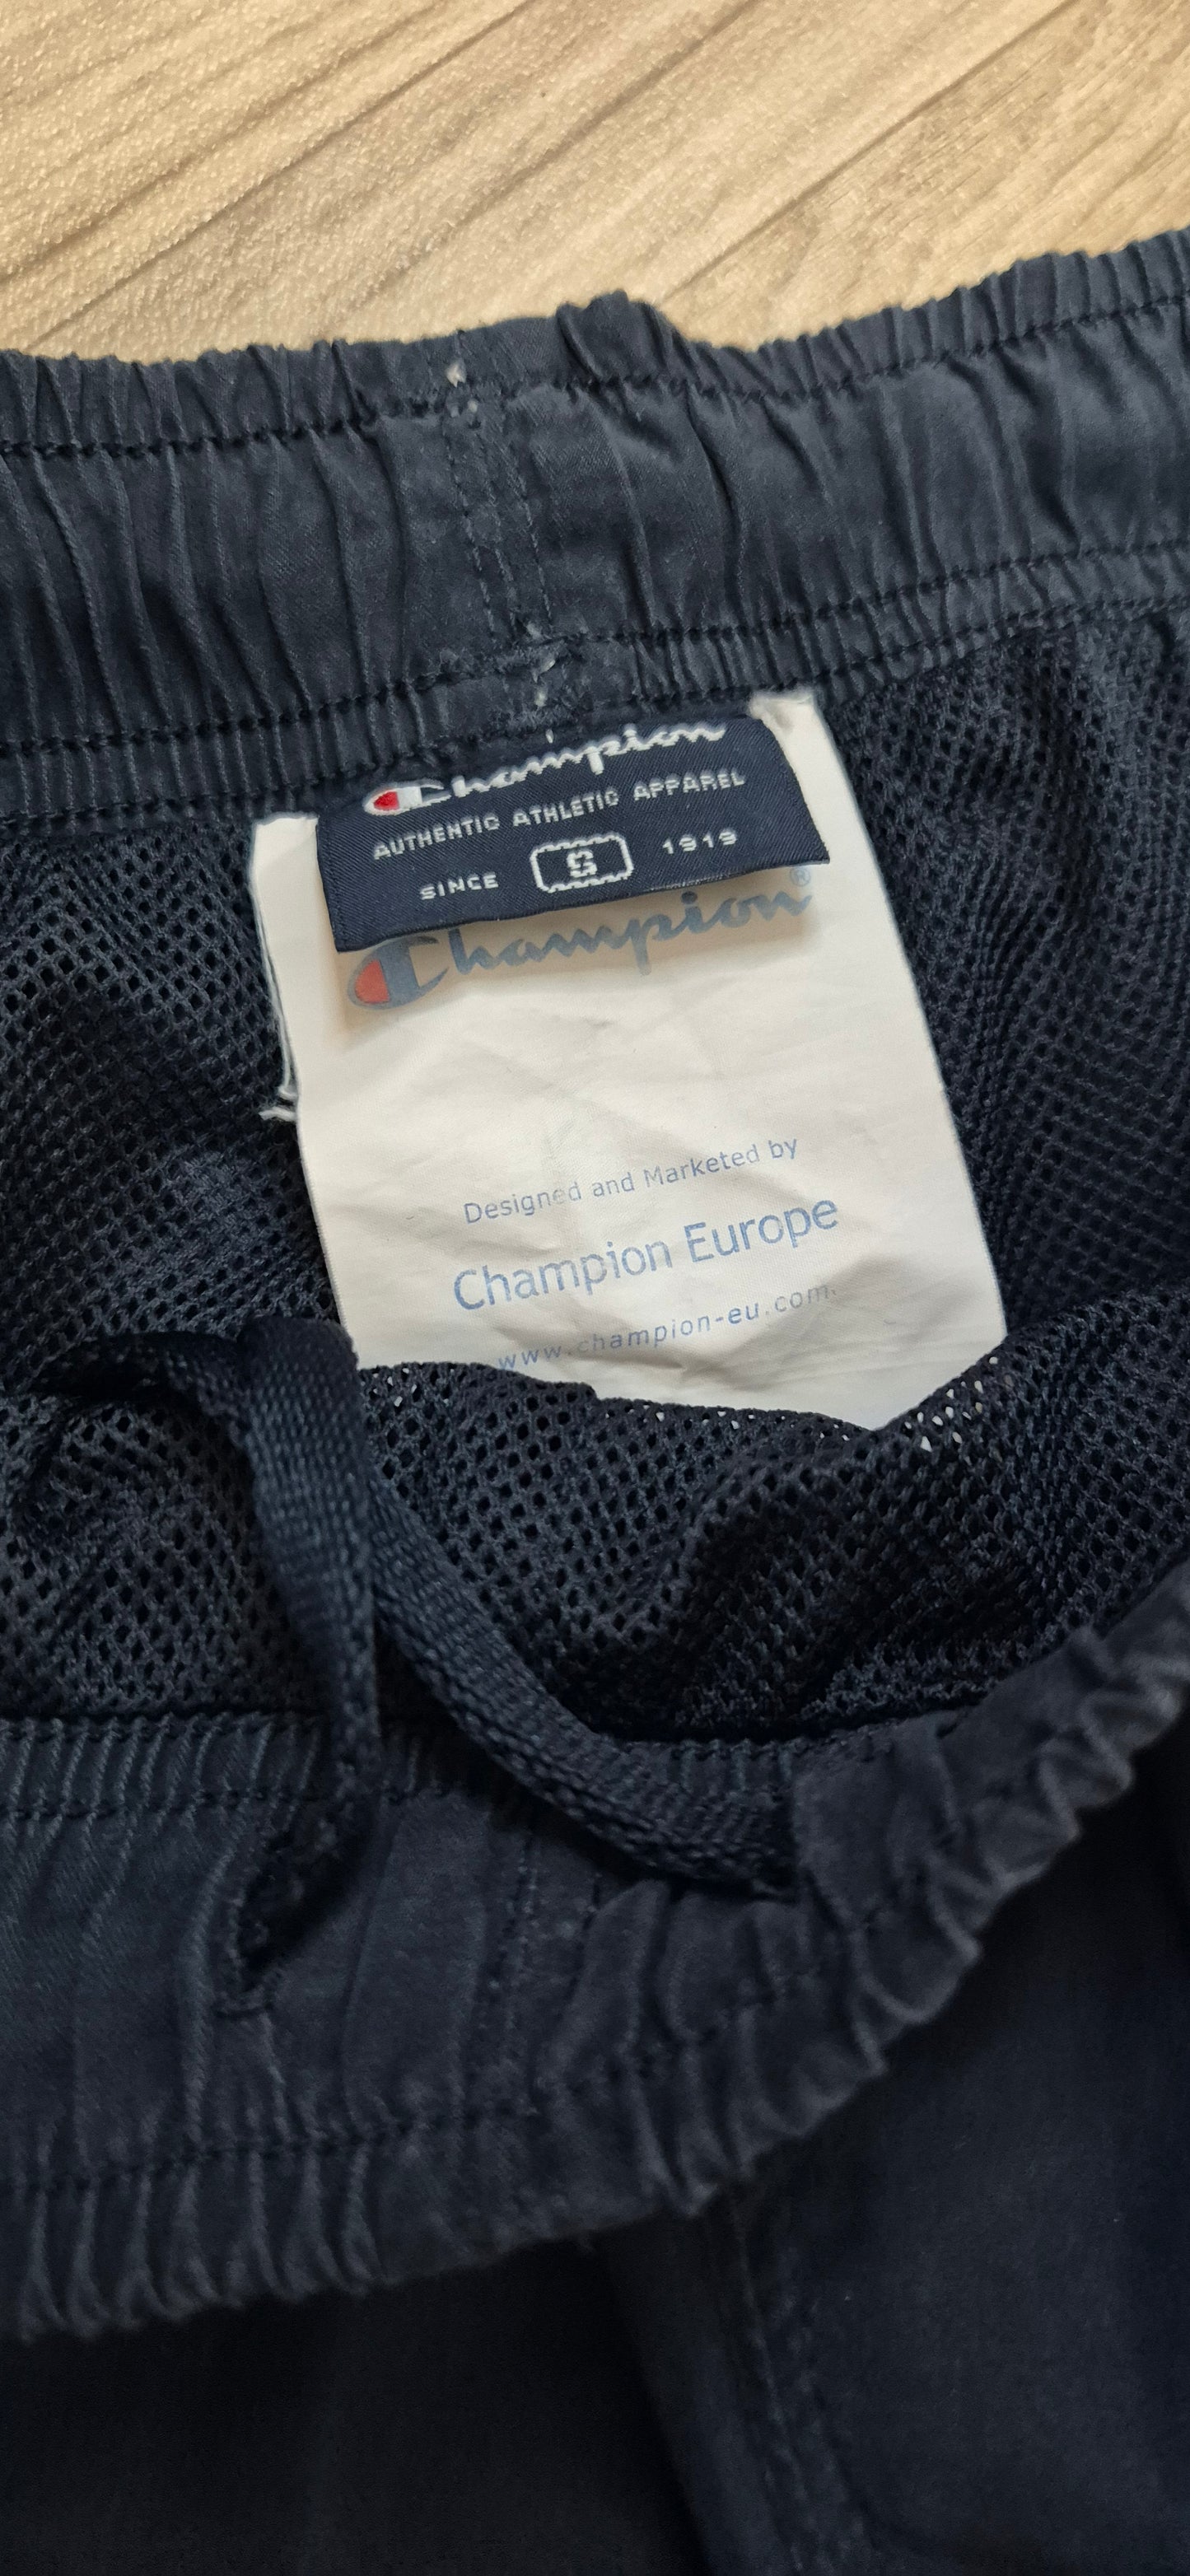 Champion
AUTHENTIC ATHLETIC APPAREL
SINCE S 1919
Champion®
Designed and Marketed by
Champion Europe
www.champion-eu.com.